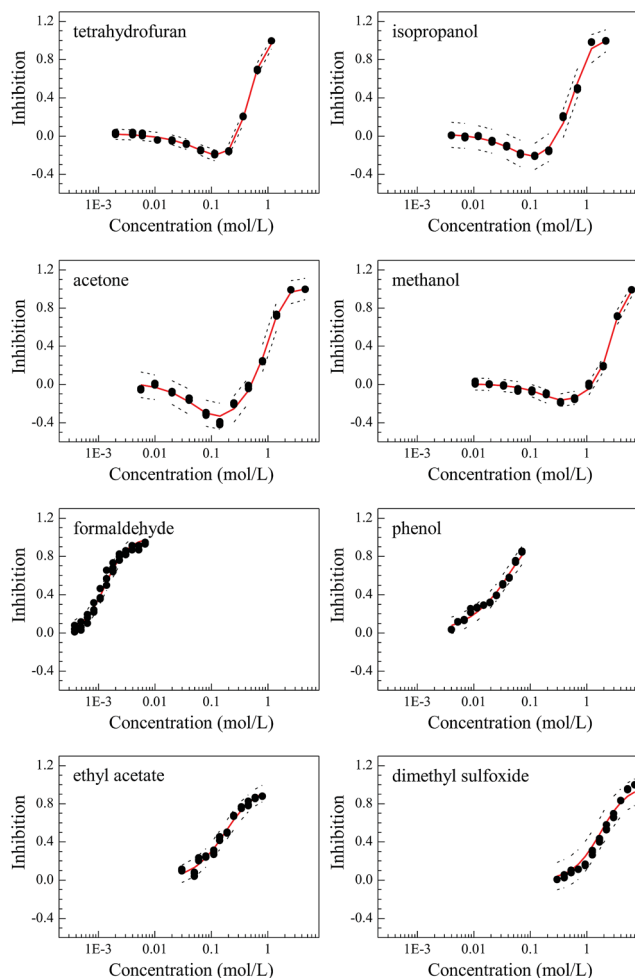 tetrahydrofuran
1.2
0.8
0.4
0.0
-0.4
Inhibition
1E-3 0.01 0.1 1
Concentration (mol/L)
isopropanol
1.2
0.8
0.4
0.0
-0.4
Inhibition
1E-3 0.01 0.1 1
Concentration (mol/L)
acetone
1.2
0.8
0.4
0.0
-0.4
Inhibition
1E-3 0.01 0.1 1
Concentration (mol/L)
methanol
1.2
0.8
0.4
0.0
-0.4
Inhibition
1E-3 0.01 0.1 1
Concentration (mol/L)
formaldehyde
1.2
0.8
0.4
0.0
-0.4
Inhibition
1E-3 0.01 0.1 1
Concentration (mol/L)
phenol
1.2
0.8
0.4
0.0
-0.4
Inhibition
1E-3 0.01 0.1 1
Concentration (mol/L)
ethyl acetate
1.2
0.8
0.4
0.0
-0.4
Inhibition
1E-3 0.01 0.1 1
Concentration (mol/L)
dimethyl sulfoxide
1.2
0.8
0.4
0.0
-0.4
Inhibition
1E-3 0.01 0.1 1
Concentration (mol/L)